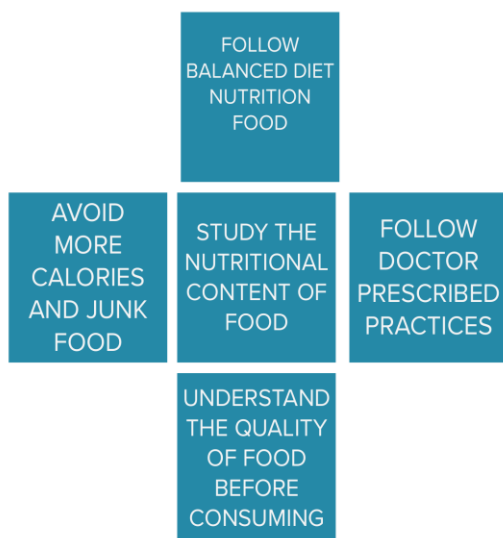 FOLLOW
BALANCED DIET
NUTRITION
FOOD
AVOID
MORE
CALORIES
AND JUNK
FOOD
STUDY THE
NUTRITIONAL
CONTENT OF
FOOD
FOLLOW
DOCTOR
PRESCRIBED
PRACTICES
UNDERSTAND
THE QUALITY
OF FOOD
BEFORE
CONSUMING